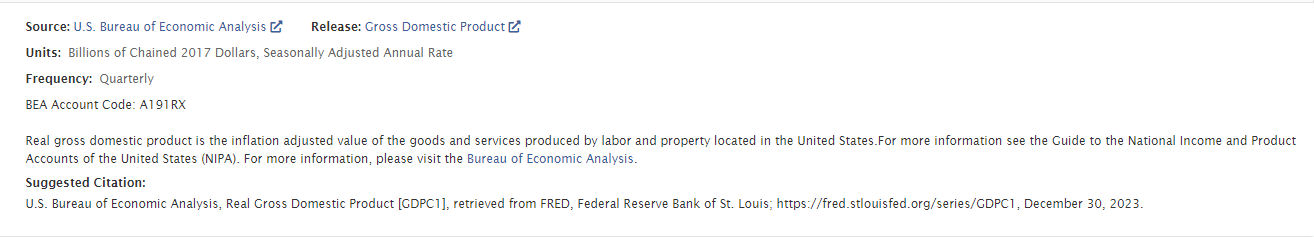 Source: U.S. Bureau of Economic Analysis Release: Gross Domestic Product
Units: Billions of Chained 2017 Dollars, Seasonally Adjusted Annual Rate
Frequency: Quarterly
BEA Account Code: A191RX
Real gross domestic product is the inflation adjusted value of the goods and services produced by labor and property located in the United States.For more information see the Guide to the National Income and Product
Accounts of the United States (NIPA). For more information, please visit the Bureau of Economic Analysis.
Suggested Citation:
U.S. Bureau of Economic Analysis, Real Gross Domestic Product [GDPC1], retrieved from FRED, Federal Reserve Bank of St. Louis; https://fred.stlouisfed.org/series/GDPC1, December 30, 2023.